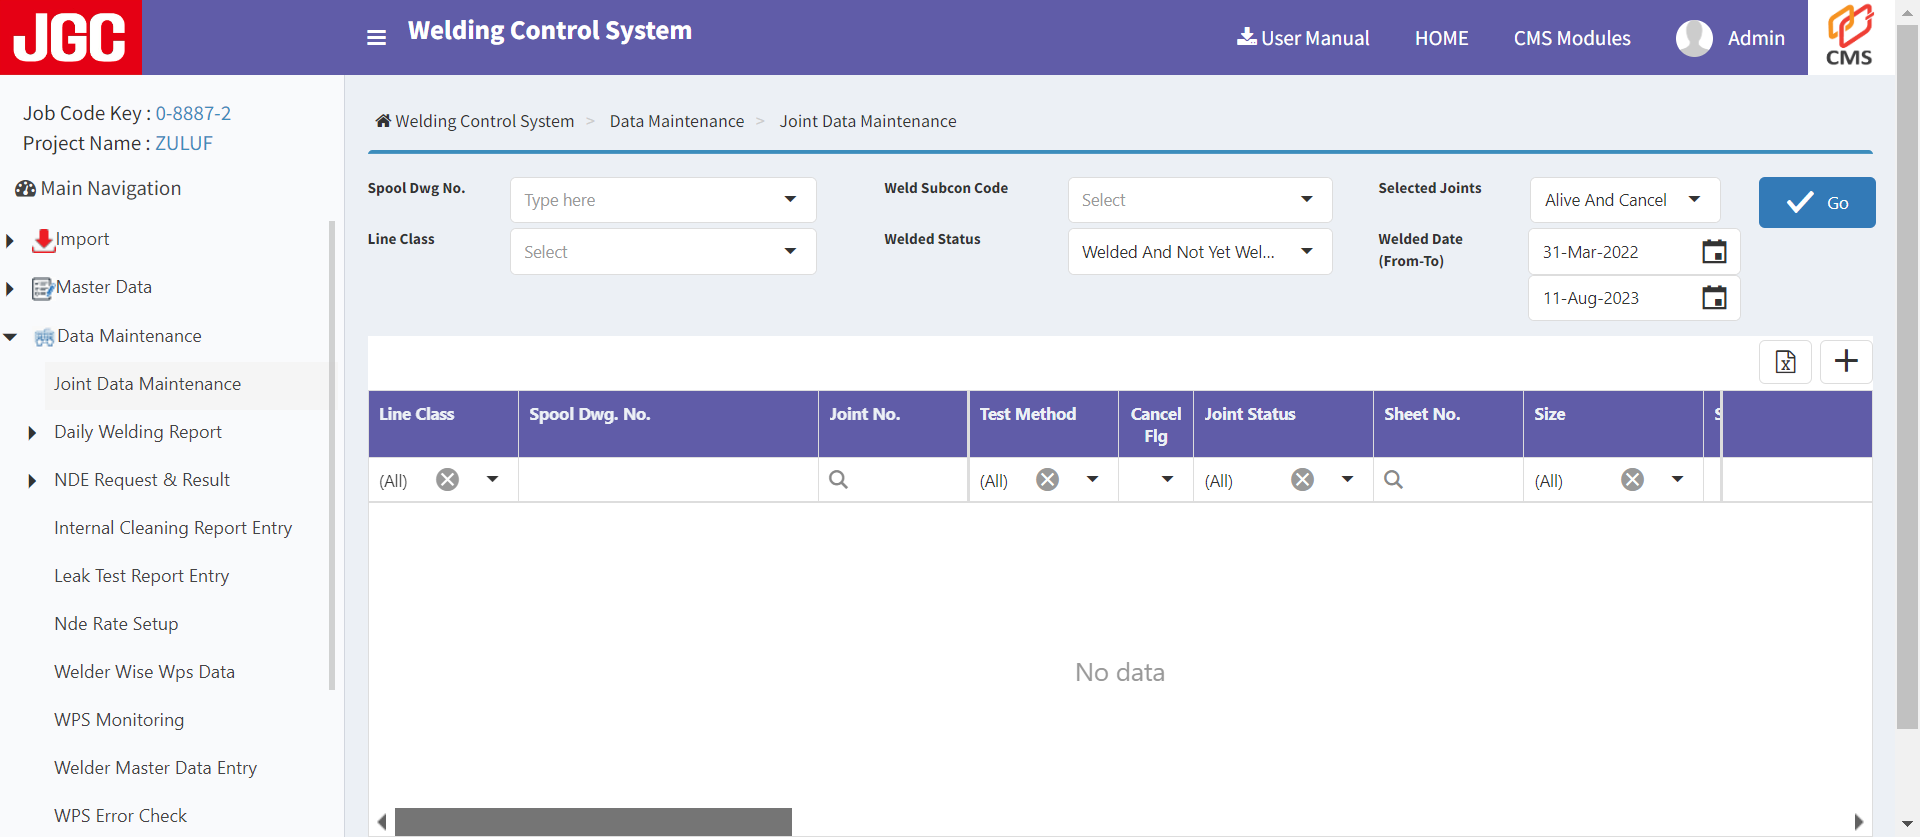 JGC
Welding Control System
User Manual
HOME
CMS Modules
Admin
CMS
Job Code Key : 0-8887-2
Project Name : ZULUF
Main Navigation
Import
Master Data
Data Maintenance
Joint Data Maintenance
Daily Welding Report
NDE Request & Result
Internal Cleaning Report Entry
Leak Test Report Entry
Nde Rate Setup
Welder Wise Wps Data
WPS Monitoring
Welder Master Data Entry
WPS Error Check
Welding Control System > Data Maintenance > Joint Data Maintenance
Spool Dwg No.
Type here
Weld Subcon Code
Select
Selected Joints
Alive And Cancel
Go
Line Class
Select
Welded Status
Welded And Not Yet Wel...
Welded Date
(From-To)
31-Mar-2022
11-Aug-2023
Line Class
Spool Dwg. No.
Joint No.
Test Method
Cancel
Flg
Joint Status
Sheet No.
Size
(All)
(All)
(All)
(All)
No data